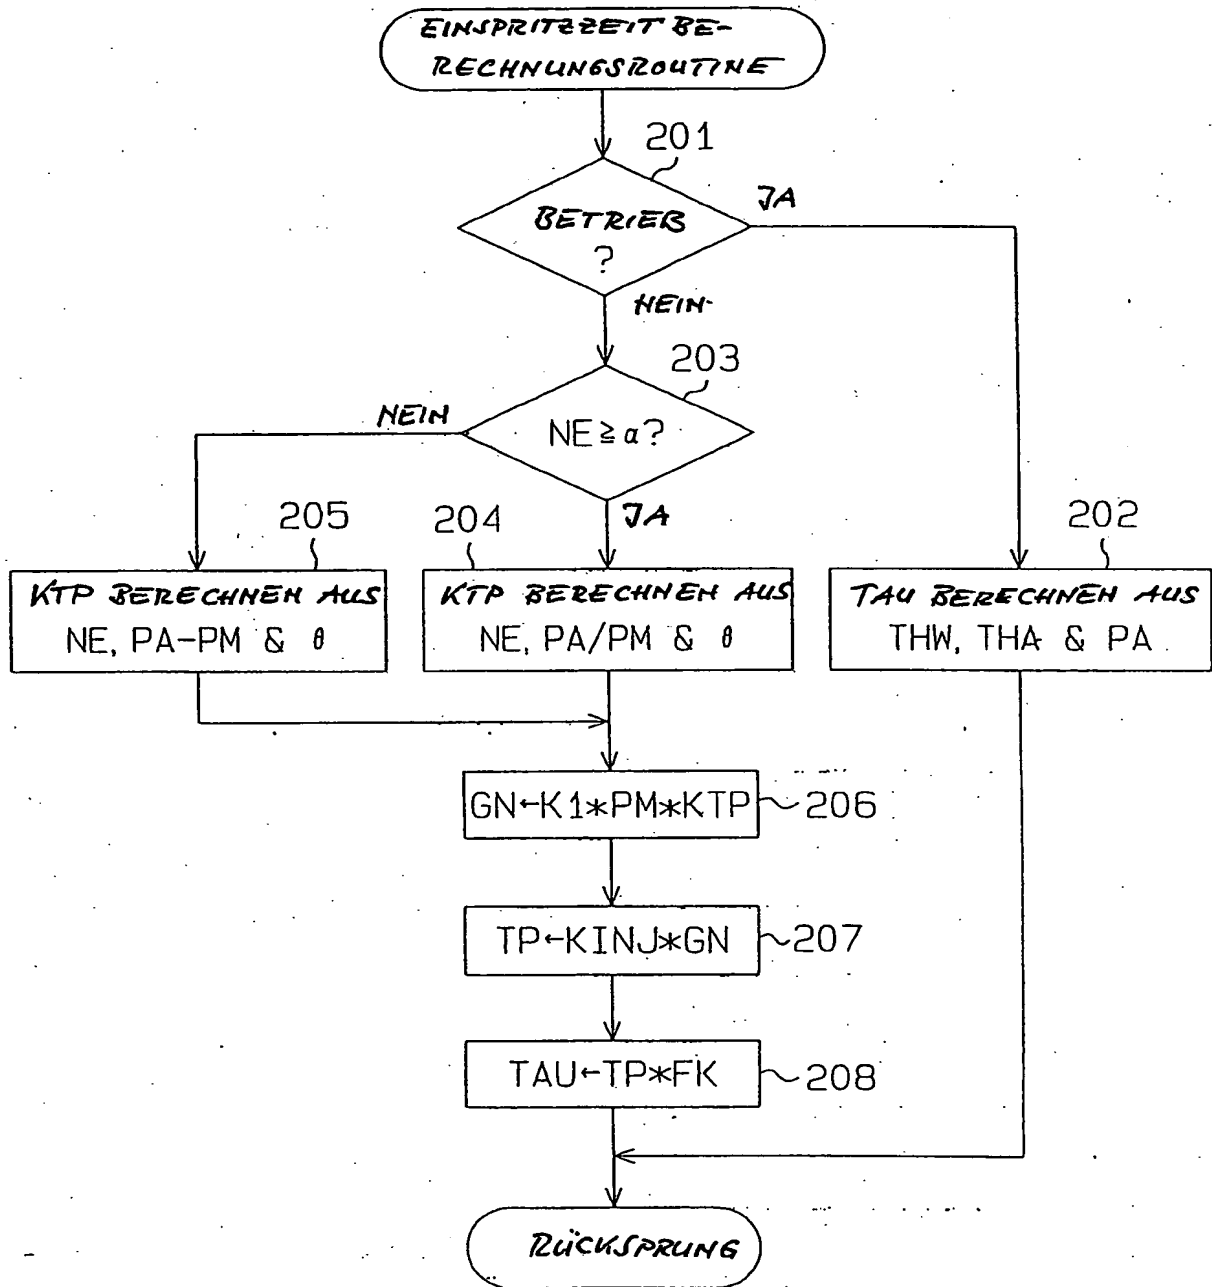 EINSPRITZZEIT BE-
RECHNUNGSROUTINE
201
BETRIEB
?
JA
NEIN
203
NE≧α?
NEIN
JA
205
KTP BERECHNEN AUS
NE, PA-PM & θ
204
KTP BERECHNEN AUS
NE, PA/PM & θ
202
TAU BERECHNEN AUS
THW, THA & PA
GN←K1*PM*KTP
206
TP←KINJ*GN
207
TAU←TP*FK
208
RÜCKSPRUNG